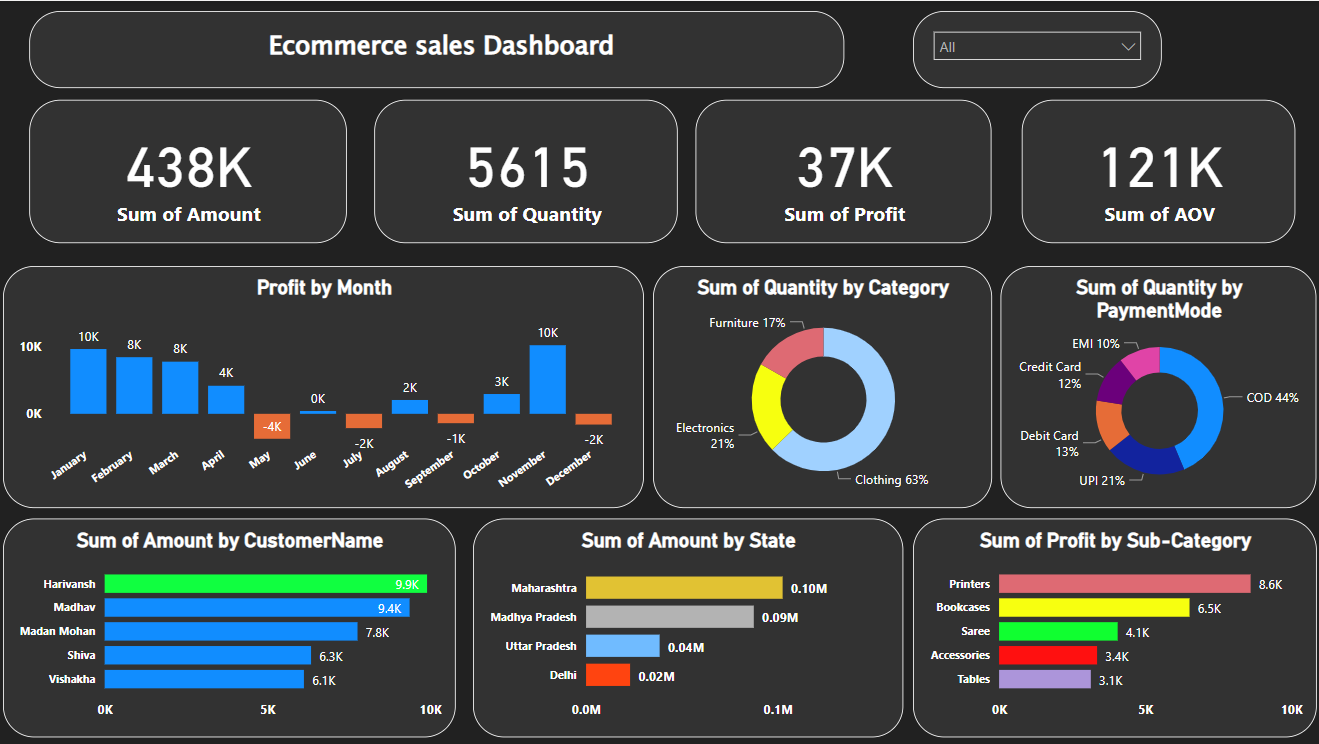 Ecommerce sales Dashboard
All
438K
Sum of Amount
5615
Sum of Quantity
37K
Sum of Profit
121K
Sum of AOV
Profit by Month
10K
0K
10K
8K
8K
4K
-4K
0K
-2K
2K
-1K
3K
10K
-2K
January
February
March
April
May
June
July
August
September
October
November
December
Sum of Quantity by Category
Furniture 17%
Electronics
21%
Clothing 63%
Sum of Quantity by
PaymentMode
EMI 10%
Credit Card
12%
Debit Card
13%
UPI 21%
COD 44%
Sum of Amount by CustomerName
Harivansh 9.9K
Madhav 9.4K
Madan Mohan 7.8K
Shiva 6.3K
Vishakha 6.1K
0K 5K 10K
Sum of Amount by State
Maharashtra 0.10M
Madhya Pradesh 0.09M
Uttar Pradesh 0.04M
Delhi 0.02M
0.0M 0.1M
Sum of Profit by Sub-Category
Printers 8.6K
Bookcases 6.5K
Saree 4.1K
Accessories 3.4K
Tables 3.1K
0K 5K 10K